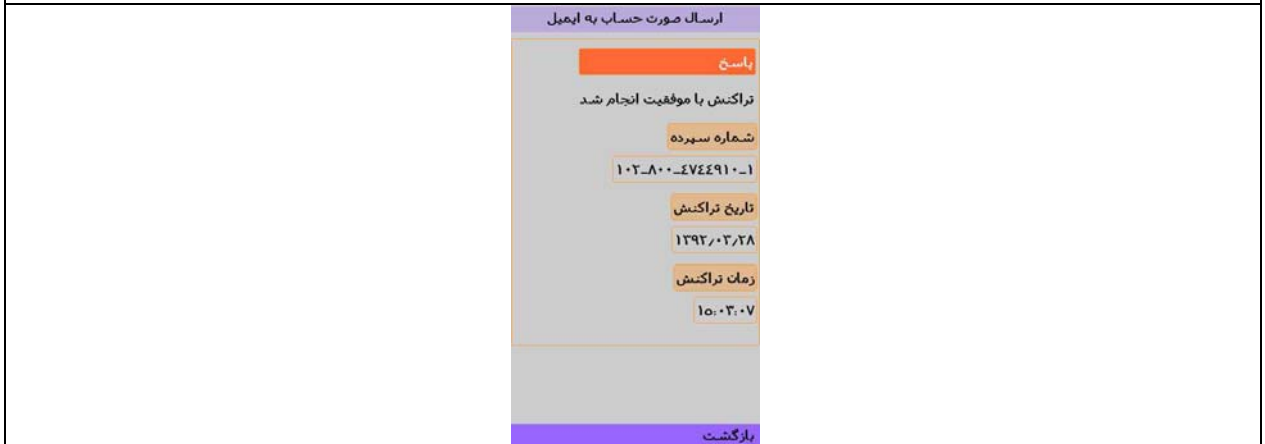 ارسال صورت حساب به ایمیل
پاسخ
تراکنش با موفقیت انجام شد
شماره سپرده
۱۰۲-۸۰۰-٤٧٤٤۹۱۰-۱
تاریخ تراکنش
۱۳۹۲/۰۳/۲۸
زمان تراکنش
۱۵:۰۳:۰۷
بازگشت